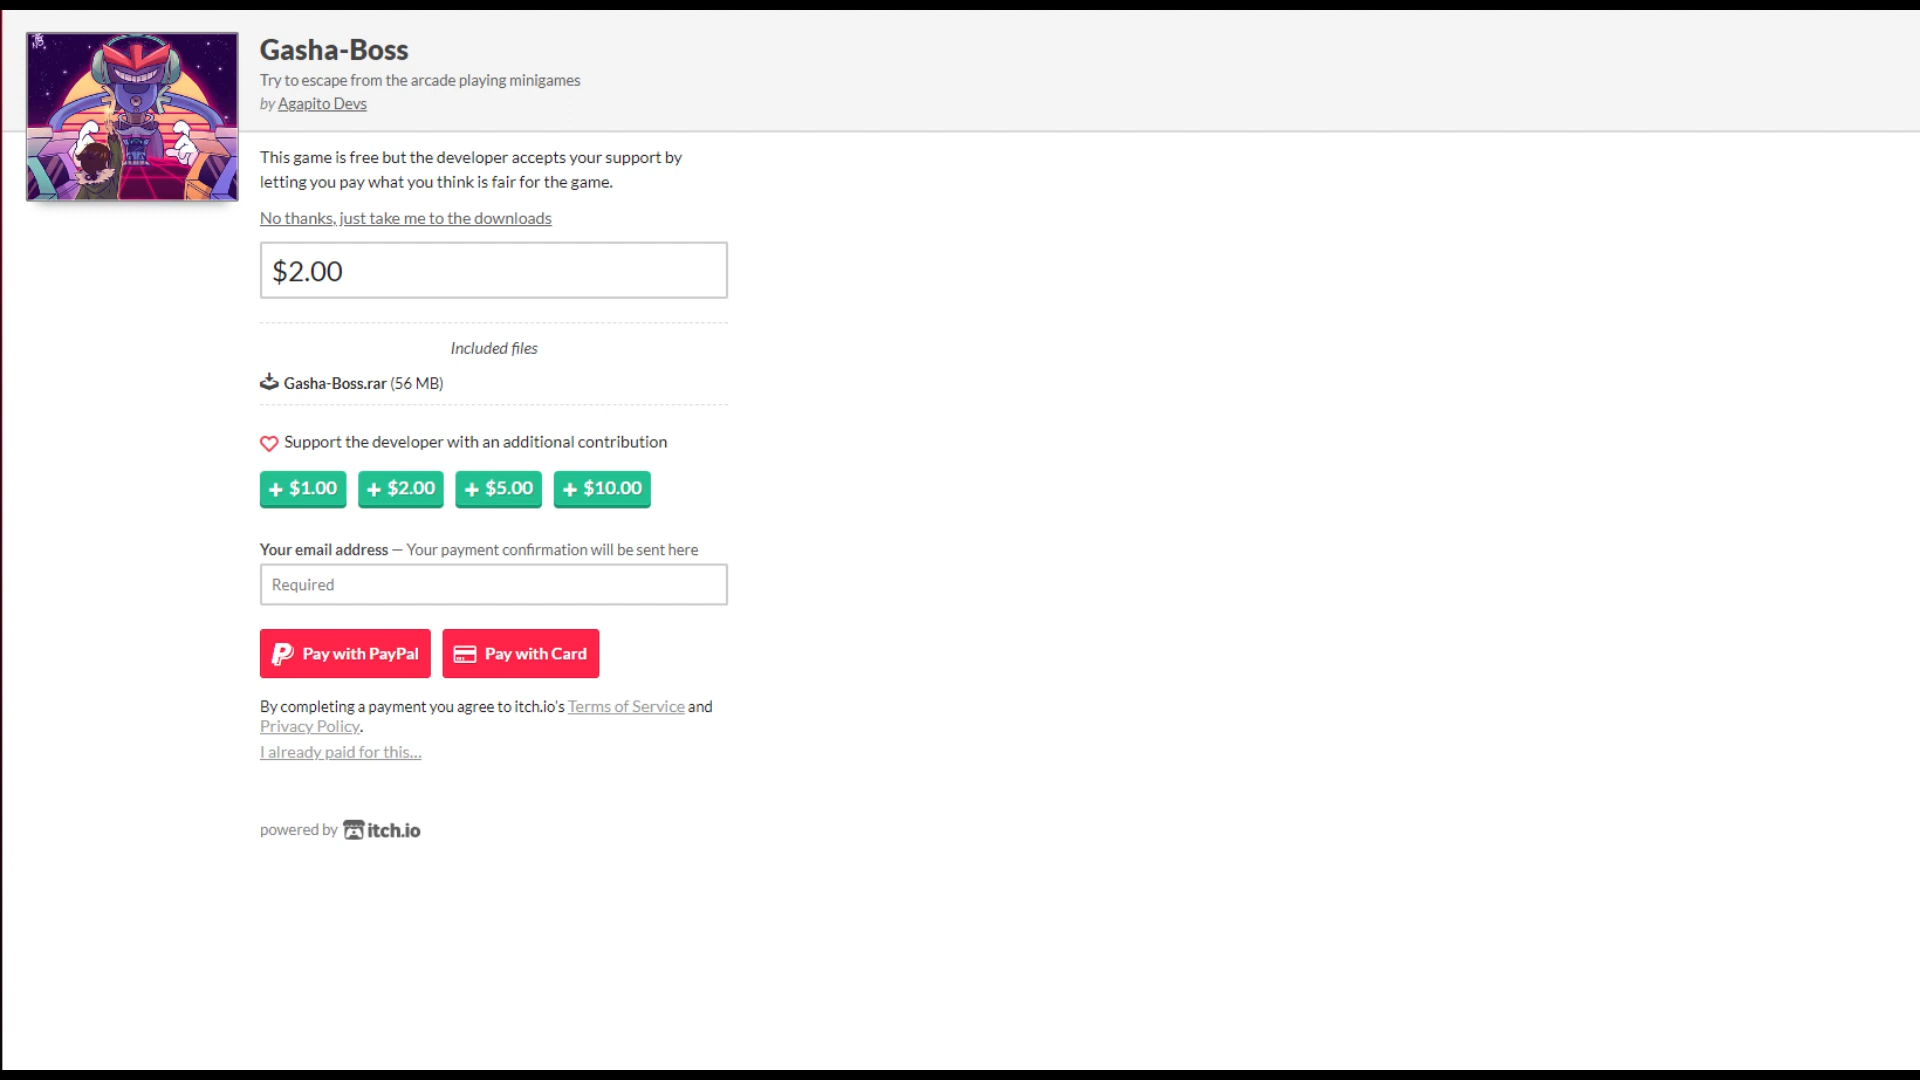 Gasha-Boss
Try to escape from the arcade playing minigames
by Agapito Devs
This game is free but the developer accepts your support by
letting you pay what you think is fair for the game.
No thanks, just take me to the downloads
$2.00
Included files
Gasha-Boss.rar (56 MB)
Support the developer with an additional contribution
+ $1.00 + $2.00 + $5.00 + $10.00
Your email address — Your payment confirmation will be sent here
Required
Pay with PayPal Pay with Card
By completing a payment you agree to itch.io's Terms of Service and
Privacy Policy.
I already paid for this...
powered by itch.io